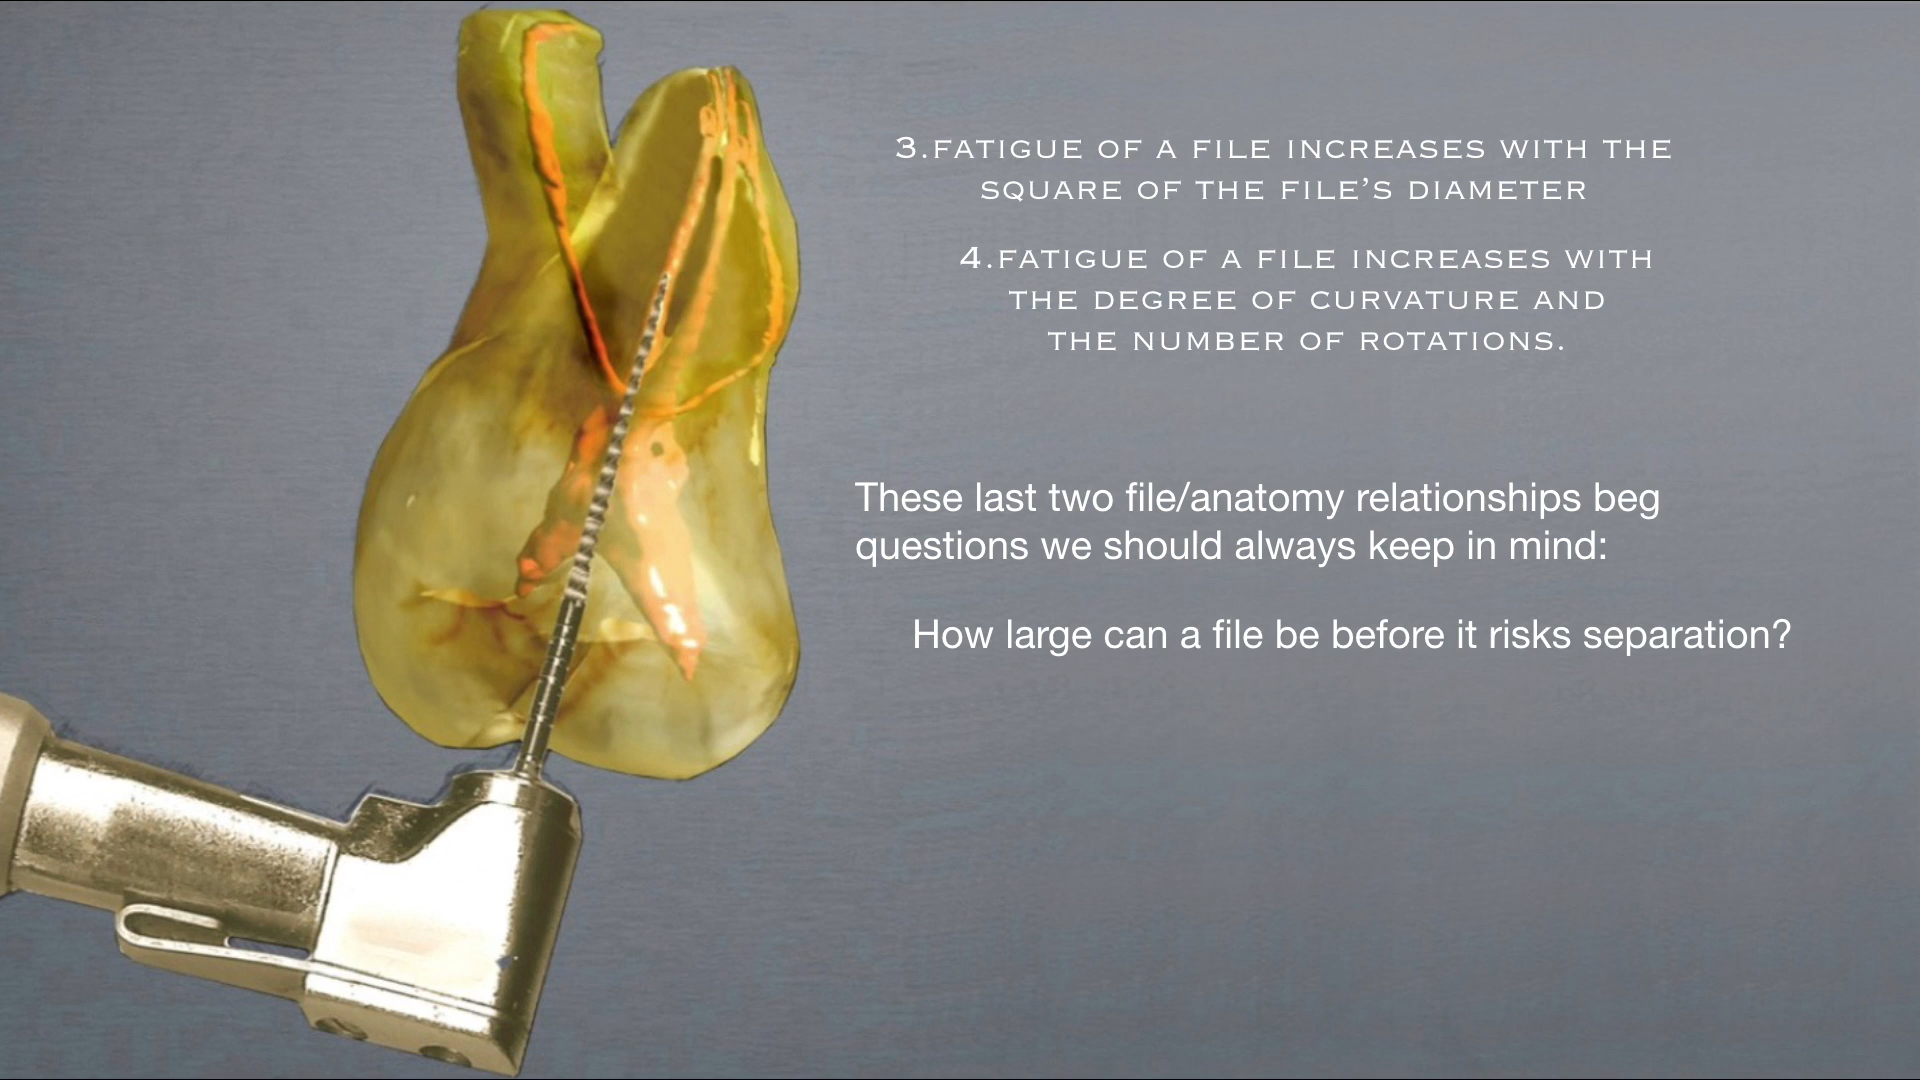 3.FATIGUE OF A FILE INCREASES WITH THE
SQUARE OF THE FILE’S DIAMETER
4.FATIGUE OF A FILE INCREASES WITH
THE DEGREE OF CURVATURE AND
THE NUMBER OF ROTATIONS.
These last two file/anatomy relationships beg
questions we should always keep in mind:
How large can a file be before it risks separation?